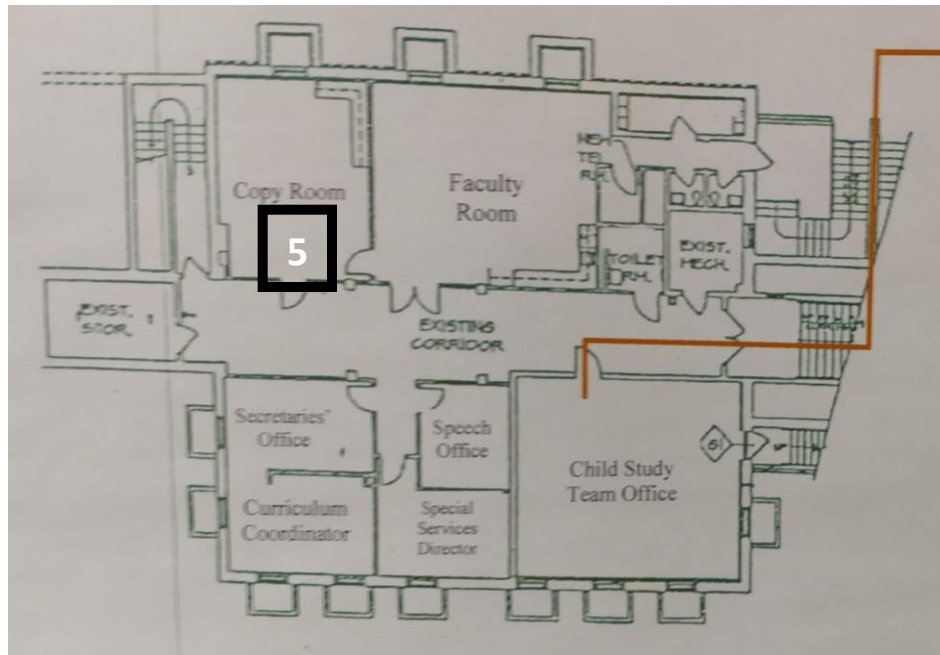 Copy Room
5
Faculty
Room
TEL
TOILET
RM.
EXIST.
MECH.
EXIST.
STOR.
EXISTING
CORRIDOR
Secretaries'
Office
Speech
Office
Child Study
Team Office
Curriculum
Coordinator
Special
Services
Director